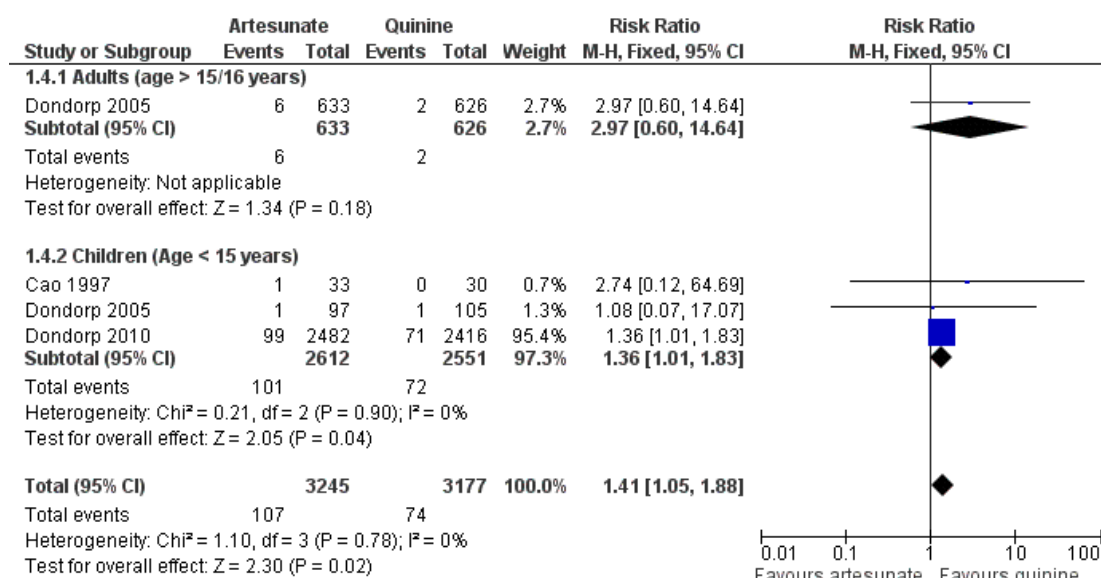 Artesunate Quinine Risk Ratio Risk Ratio
Study or Subgroup Events Total Events Total Weight M-H, Fixed, 95% CI M-H, Fixed, 95% CI
1.4.1 Adults (age > 15/16 years)
Dondorp 2005 6 633 2 626 2.7% 2.97 [0.60, 14.64]
Subtotal (95% CI) 633 626 2.7% 2.97 [0.60, 14.64]
Total events 6 2
Heterogeneity: Not applicable
Test for overall effect: Z = 1.34 (P = 0.18)
1.4.2 Children (Age < 15 years)
Cao 1997 1 33 0 30 0.7% 2.74 [0.12, 64.69]
Dondorp 2005 1 97 1 105 1.3% 1.08 [0.07, 17.07]
Dondorp 2010 99 2482 71 2416 95.4% 1.36 [1.01, 1.83]
Subtotal (95% CI) 2612 2551 97.3% 1.36 [1.01, 1.83]
Total events 101 72
Heterogeneity: Chi² = 0.21, df = 2 (P = 0.90); I² = 0%
Test for overall effect: Z = 2.05 (P = 0.04)
Total (95% CI) 3245 3177 100.0% 1.41 [1.05, 1.88]
Total events 107 74
Heterogeneity: Chi² = 1.10, df = 3 (P = 0.78); I² = 0%
Test for overall effect: Z = 2.30 (P = 0.02)
0.01 0.1 1 10 100
Favours artesunate Favours quinine